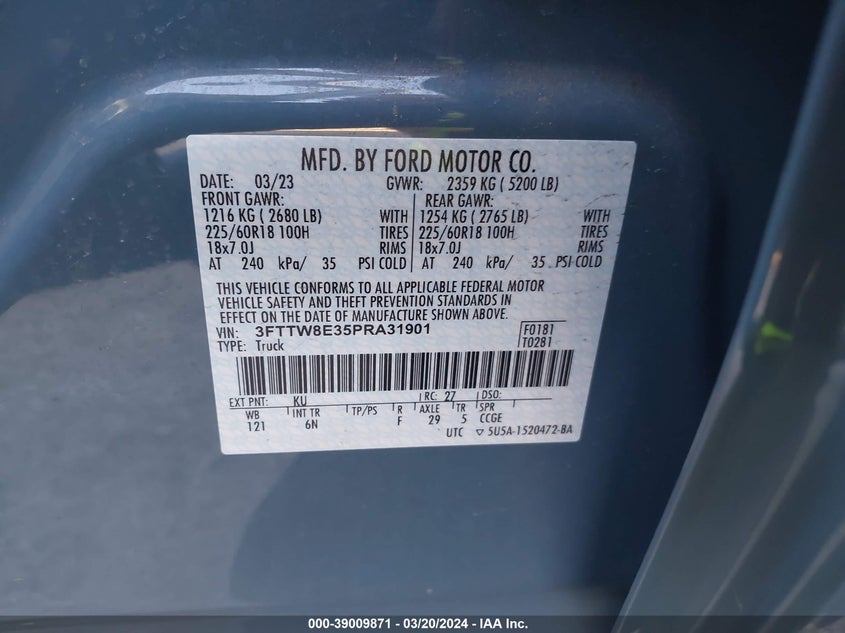 MFD. BY FORD MOTOR CO.
DATE: 03/23 GVWR: 2359 KG ( 5200 LB)
FRONT GAWR: REAR GAWR:
1216 KG ( 2680 LB) WITH 1254 KG ( 2765 LB) WITH
225/60R18 100H TIRES 225/60R18 100H TIRES
18x7.0J RIMS 18x7.0J RIMS
AT 240 kPa/ 35 PSI COLD AT 240 kPa/ 35 PSI COLD
THIS VEHICLE CONFORMS TO ALL APPLICABLE FEDERAL MOTOR
VEHICLE SAFETY AND THEFT PREVENTION STANDARDS IN
EFFECT ON THE DATE OF MANUFACTURE SHOWN ABOVE.
VIN: 3FTTW8E35PRA31901 F0181
TYPE: Truck T0281
EXT PNT: KU RC: 27 DSO:
WB INT TR TP/PS R AXLE TR SPR
121 6N F 29 5 CCGE
UTC ▽ 5U5A-1520472-BA
000-39009871 - 03/20/2024 - IAA Inc.